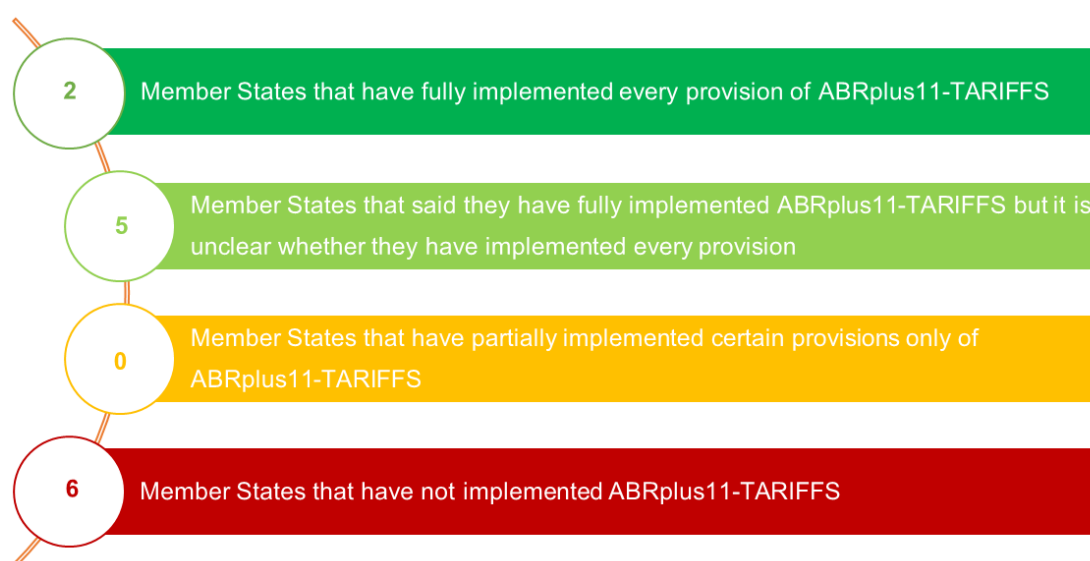 2
Member States that have fully implemented every provision of ABRplus11-TARIFFS
5
Member States that said they have fully implemented ABRplus11-TARIFFS but it is
unclear whether they have implemented every provision
0
Member States that have partially implemented certain provisions only of
ABRplus11-TARIFFS
6
Member States that have not implemented ABRplus11-TARIFFS